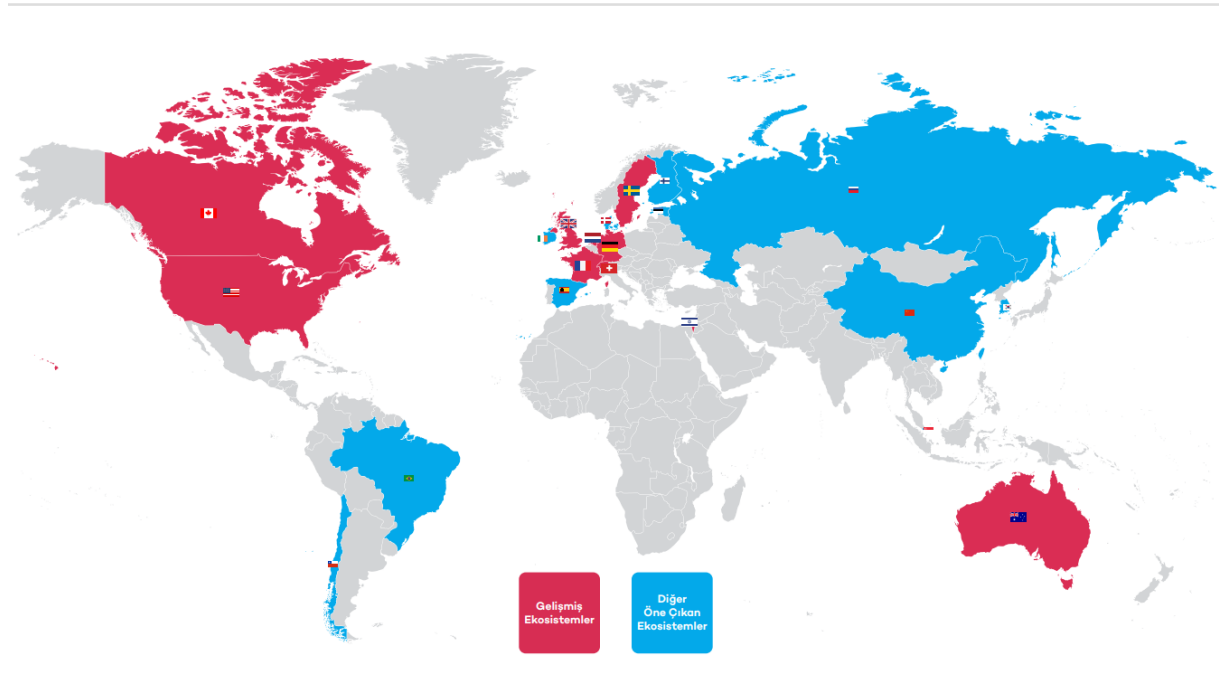 Gelişmiş
Ekosistemler
Diğer
Öne Çıkan
Ekosistemler